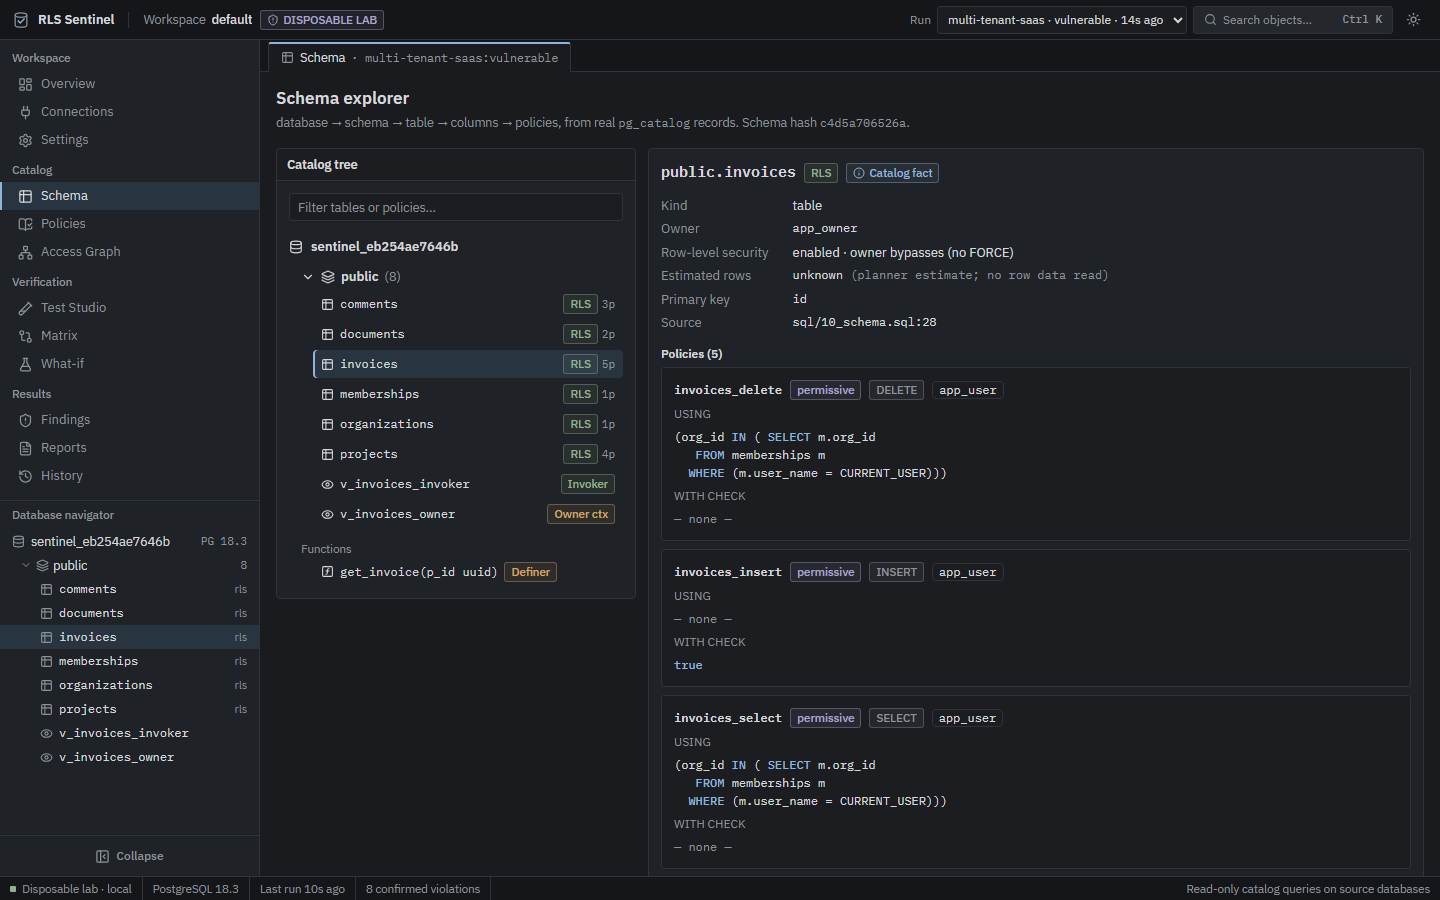 RLS Sentinel
Workspace default
DISPOSABLE LAB
Run
multi-tenant-saas · vulnerable · 14s ago
Search objects...
Ctrl K
Workspace
Overview
Connections
Settings
Catalog
Schema
Policies
Access Graph
Verification
Test Studio
Matrix
What-if
Results
Findings
Reports
History
Database navigator
sentinel_eb254ae7646b PG 18.3
public 8
comments rls
documents rls
invoices rls
memberships rls
organizations rls
projects rls
v_invoices_invoker
v_invoices_owner
Collapse
Schema · multi-tenant-saas:vulnerable
Schema explorer
database → schema → table → columns → policies, from real pg_catalog records. Schema hash c4d5a706526a.
Catalog tree
Filter tables or policies...
sentinel_eb254ae7646b
public (8)
comments RLS 3p
documents RLS 2p
invoices RLS 5p
memberships RLS 1p
organizations RLS 1p
projects RLS 4p
v_invoices_invoker Invoker
v_invoices_owner Owner ctx
Functions
get_invoice(p_id uuid) Definer
public.invoices RLS Catalog fact
Kind table
Owner app_owner
Row-level security enabled · owner bypasses (no FORCE)
Estimated rows unknown (planner estimate; no row data read)
Primary key id
Source sql/10_schema.sql:28
Policies (5)
invoices_delete permissive DELETE app_user
USING
(org_id IN ( SELECT m.org_id
FROM memberships m
WHERE (m.user_name = CURRENT_USER)))
WITH CHECK
— none —
invoices_insert permissive INSERT app_user
USING
— none —
WITH CHECK
true
invoices_select permissive SELECT app_user
USING
(org_id IN ( SELECT m.org_id
FROM memberships m
WHERE (m.user_name = CURRENT_USER)))
WITH CHECK
— none —
Disposable lab · local
PostgreSQL 18.3
Last run 10s ago
8 confirmed violations
Read-only catalog queries on source databases